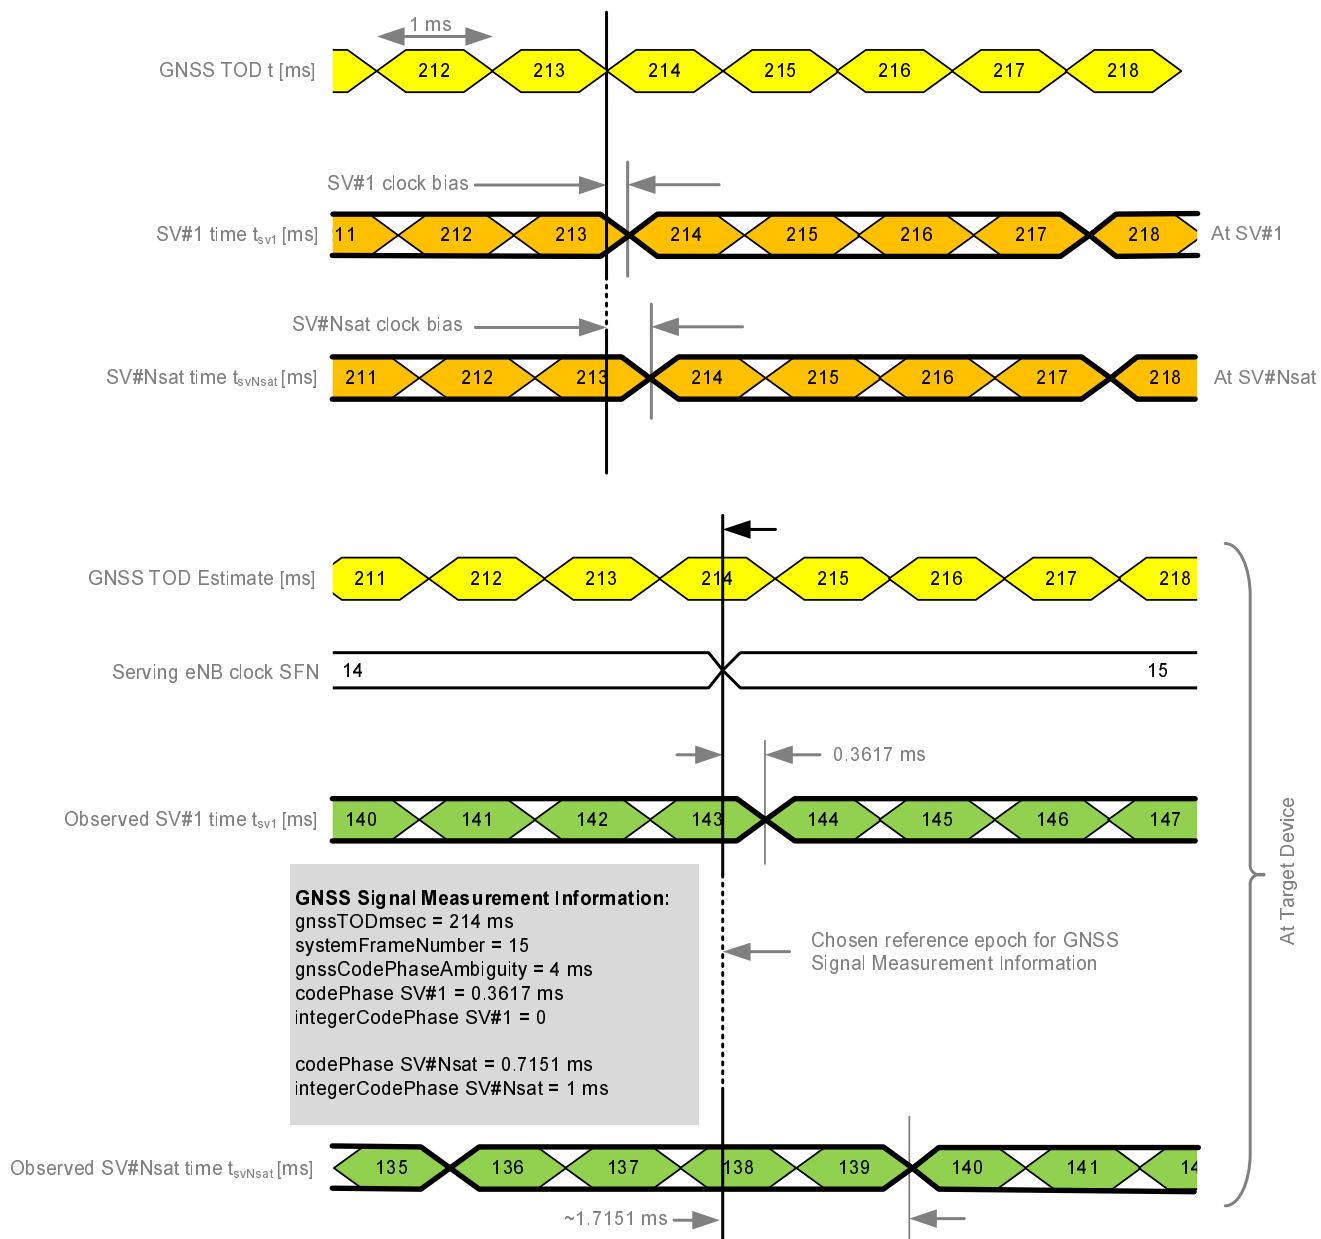 1 ms
GNSS TOD t [ms] 212 213 214 215 216 217 218
SV#1 clock bias
SV#1 time tsv1 [ms] 11 212 213 214 215 216 217 218 At SV#1
SV#Nsat clock bias
SV#Nsat time tsvNsat [ms] 211 212 213 214 215 216 217 218 At SV#Nsat
GNSS TOD Estimate [ms] 211 212 213 214 215 216 217 218
Serving eNB clock SFN 14 15
0.3617 ms
Observed SV#1 time tsv1 [ms] 140 141 142 143 144 145 146 147
At Target Device
GNSS Signal Measurement Information:
gnssTODmsec = 214 ms
systemFrameNumber = 15
gnssCodePhaseAmbiguity = 4 ms
codePhase SV#1 = 0.3617 ms
integerCodePhase SV#1 = 0
codePhase SV#Nsat = 0.7151 ms
integerCodePhase SV#Nsat = 1 ms
Chosen reference epoch for GNSS
Signal Measurement Information
Observed SV#Nsat time tsvNsat [ms] 135 136 137 138 139 140 141 14
~1.7151 ms